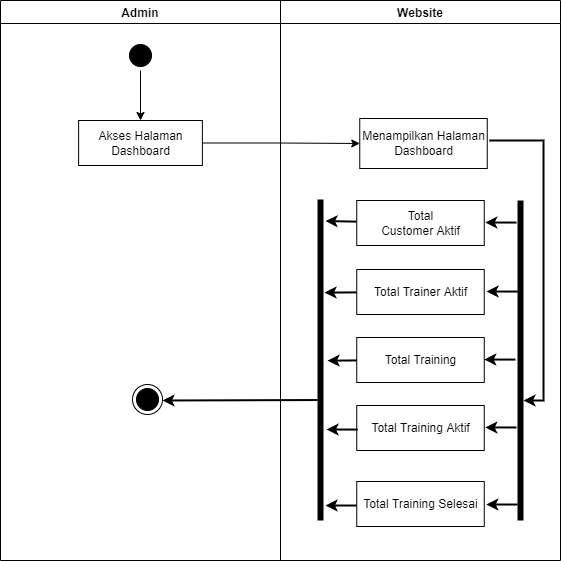 Admin
Website
Akses Halaman
Dashboard
Menampilkan Halaman
Dashboard
Total
Customer Aktif
Total Trainer Aktif
Total Training
Total Training Aktif
Total Training Selesai